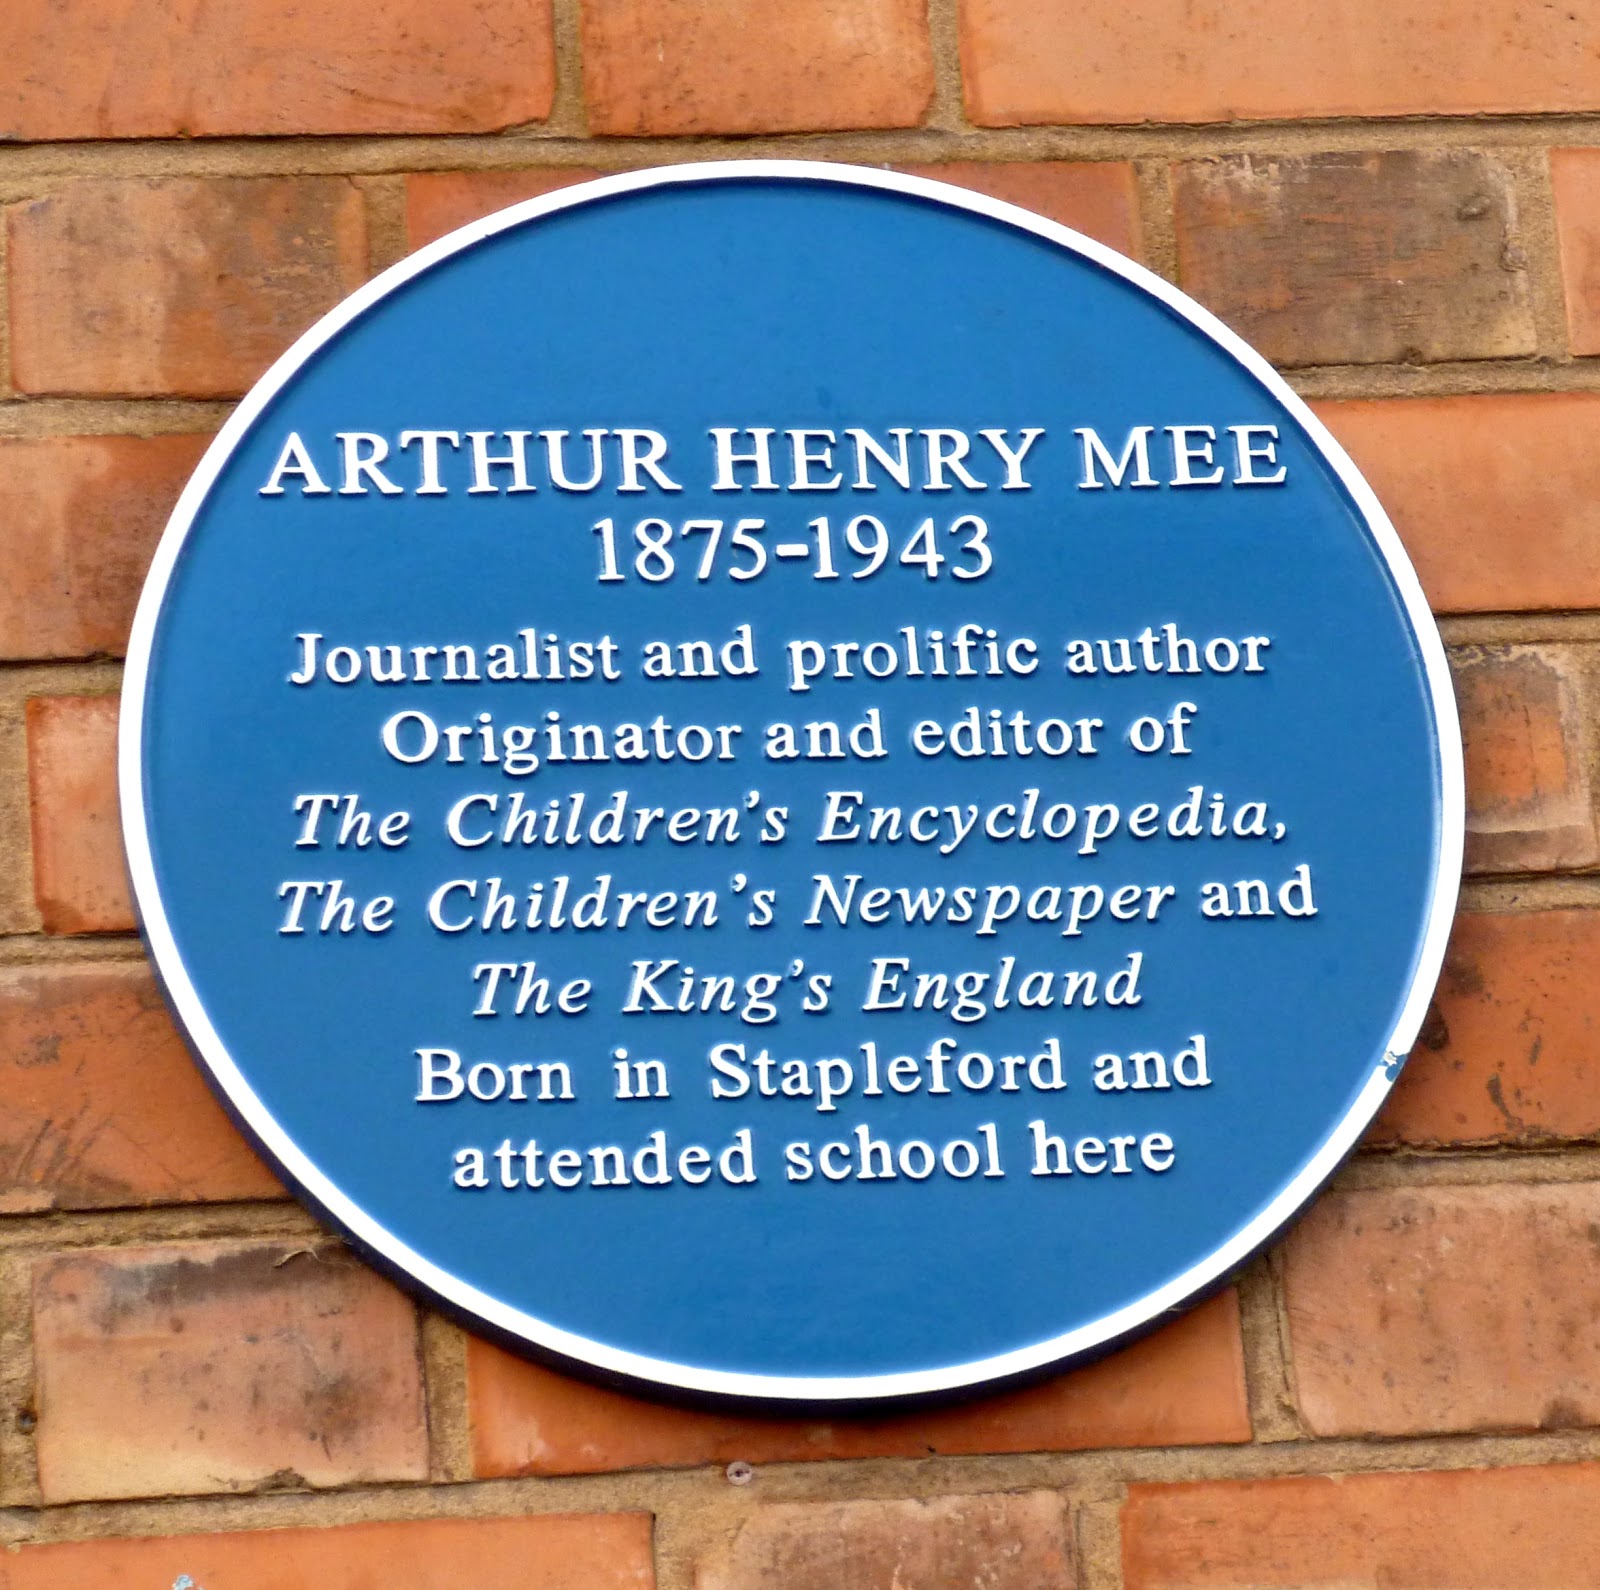 ARTHUR HENRY MEE
1875-1943
Journalist and prolific author
Originator and editor of
The Children's Encyclopedia,
The Children's Newspaper and
The King's England
Born in Stapleford and
attended school here